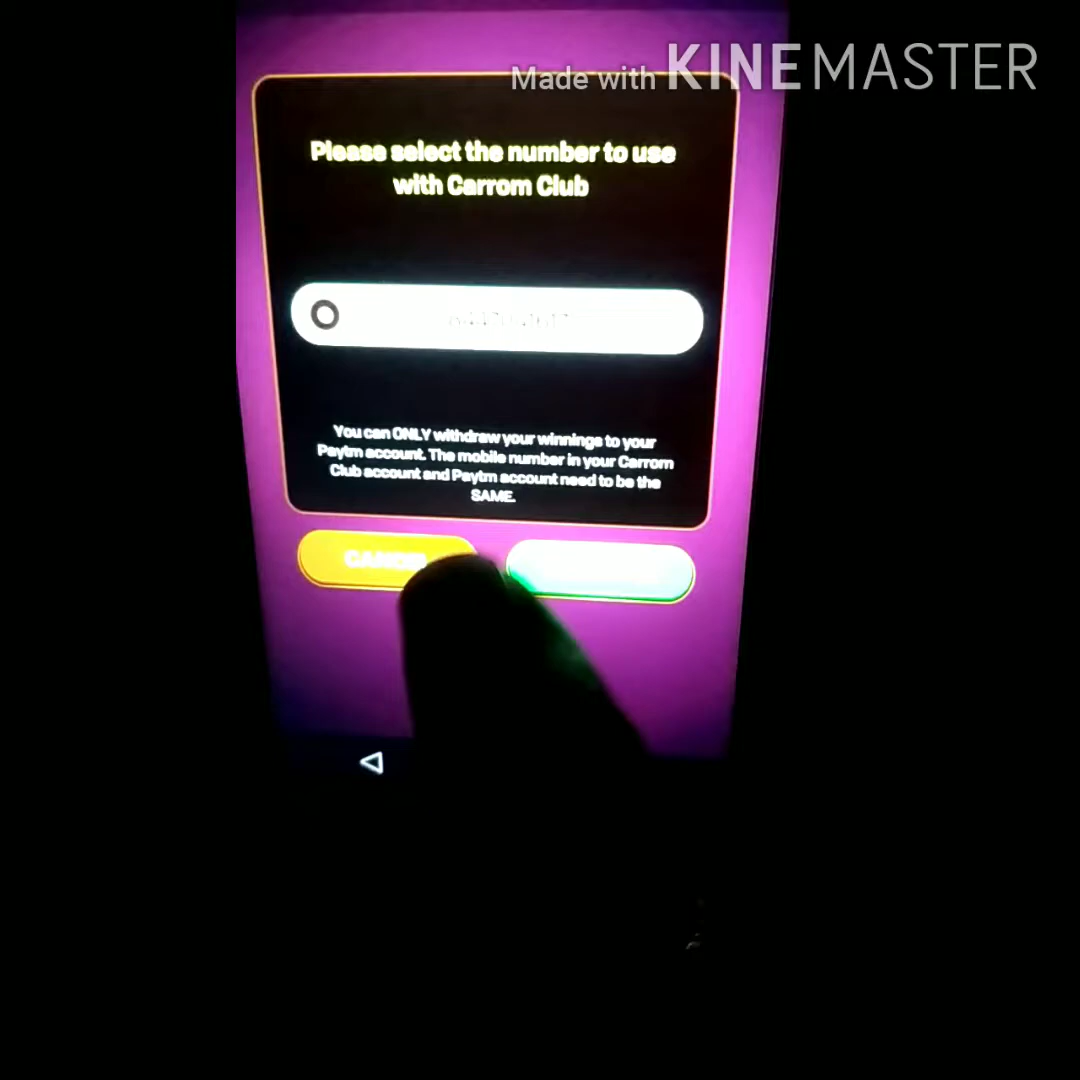 Made with KINEMASTER
Please select the number to use
with Carrom Club
You can ONLY withdraw your winnings to your
Paytm account. The mobile number in your Carrom
Club account and Paytm account need to be the
SAME.